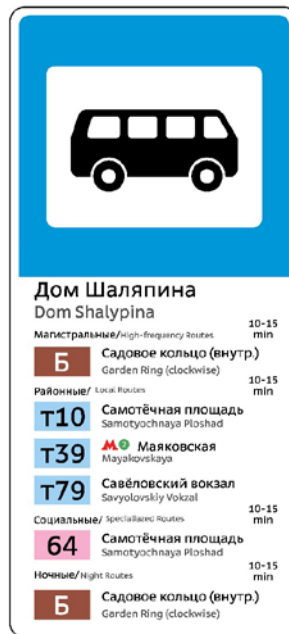 Дом Шаляпина
Dom Shalypina
Магистральные/High-frequency Routes 10-15 min
Б Садовое кольцо (внутр.)
Garden Ring (clockwise)
Районные/ Local Routes 10-15 min
т10 Самотёчная площадь
Samotyochnaya Ploshad
т39 М 2 Маяковская
Mayakovskaya
т79 Савёловский вокзал
Savyolovskiy Vokzal
Социальные/ Speciallazed Routes 10-15 min
64 Самотёчная площадь
Samotyochnaya Ploshad
Ночные/Night Routes 10-15 min
Б Садовое кольцо (внутр.)
Garden Ring (clockwise)